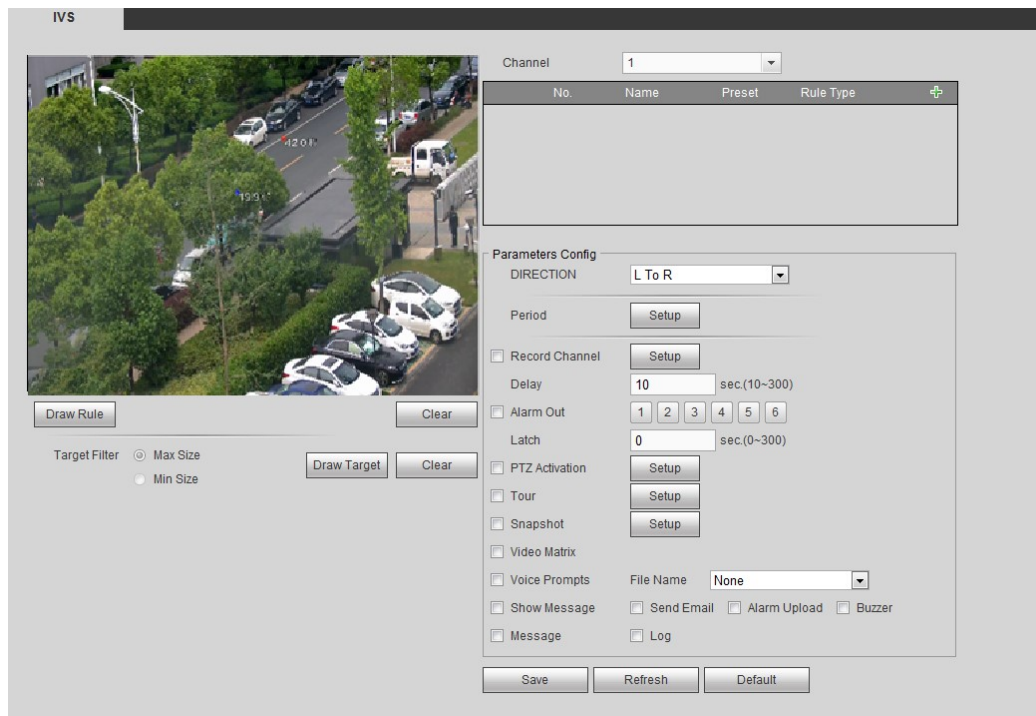 IVS
Channel 1
No. Name Preset Rule Type
Parameters Config
DIRECTION L To R
Period Setup
Record Channel Setup
Delay 10 sec.(10~300)
Alarm Out 1 2 3 4 5 6
Latch 0 sec.(0~300)
PTZ Activation Setup
Tour Setup
Snapshot Setup
Video Matrix
Voice Prompts File Name None
Show Message Send Email Alarm Upload Buzzer
Message Log
Save Refresh Default
Draw Rule Clear
Target Filter Max Size Draw Target Clear
Min Size